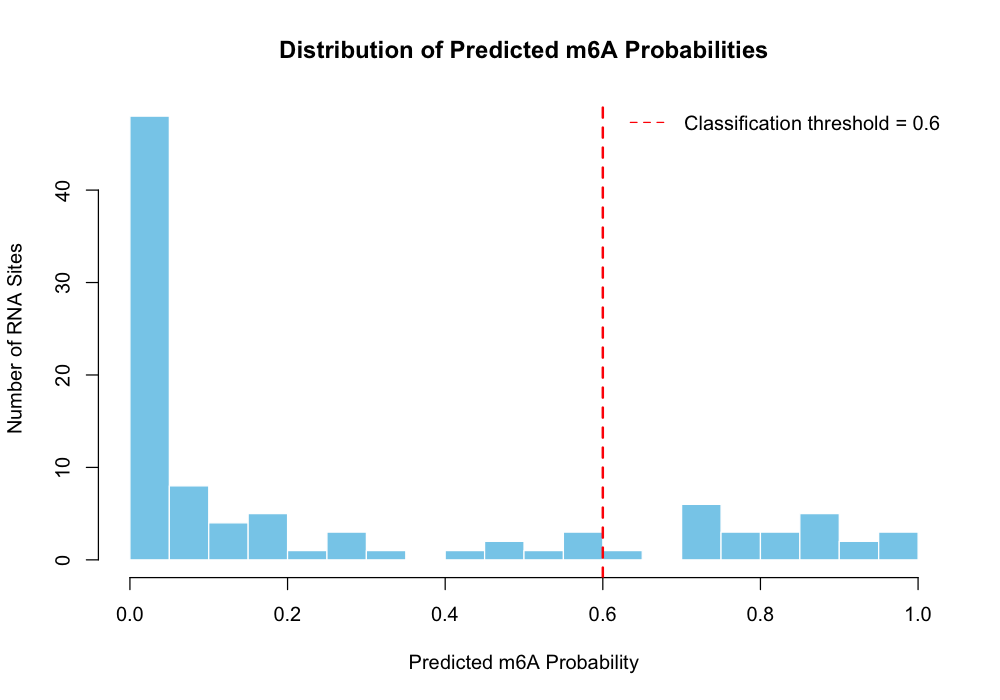 Distribution of Predicted m6A Probabilities
Classification threshold = 0.6
Number of RNA Sites
40
30
20
10
0
0.0 0.2 0.4 0.6 0.8 1.0
Predicted m6A Probability